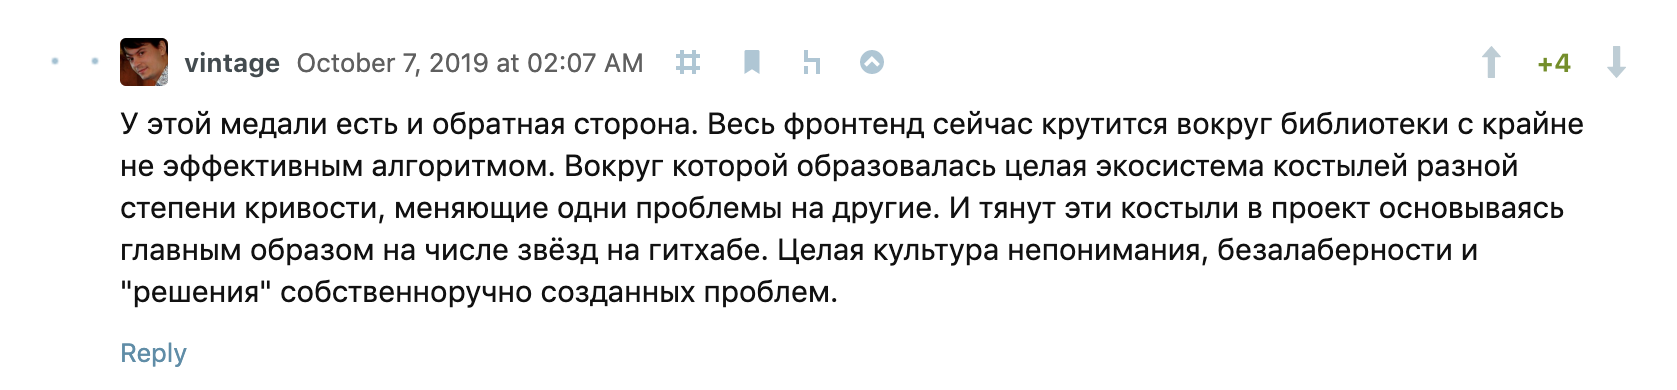 vintage October 7, 2019 at 02:07 AM +4
У этой медали есть и обратная сторона. Весь фронтенд сейчас крутится вокруг библиотеки с крайне
не эффективным алгоритмом. Вокруг которой образовалась целая экосистема костылей разной
степени кривости, меняющие одни проблемы на другие. И тянут эти костыли в проект основываясь
главным образом на числе звёзд на гитхабе. Целая культура непонимания, безалаберности и
"решения" собственноручно созданных проблем.
Reply